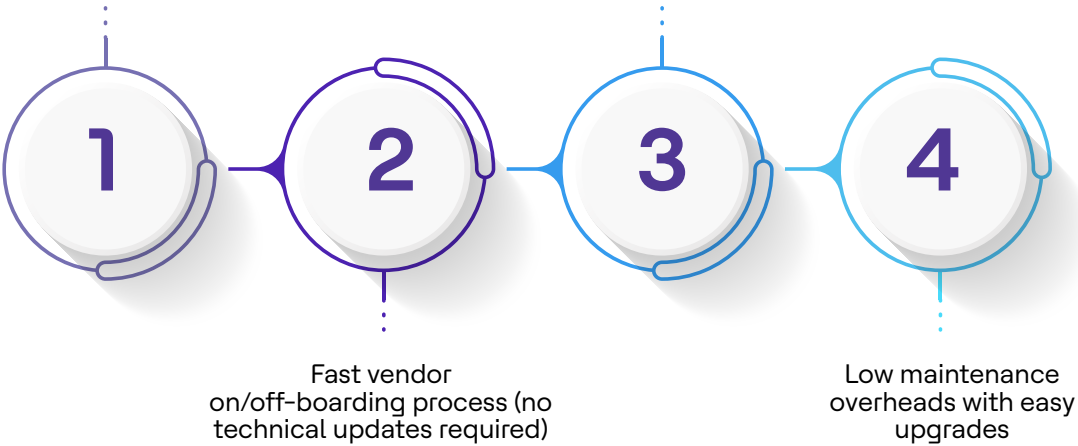 1
2
3
4
Fast vendor
on/off-boarding process (no
technical updates required)
Low maintenance
overheads with easy
upgrades